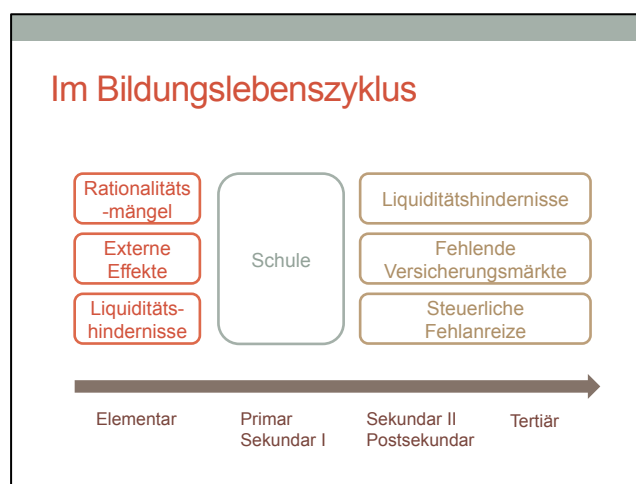 Im Bildungslebenszyklus
Rationalitäts
-mängel
Externe
Effekte
Liquiditäts-
hindernisse
Schule
Liquiditätshindernisse
Fehlende
Versicherungsmärkte
Steuerliche
Fehlanreize
Elementar
Primar
Sekundar I
Sekundar II
Postsekundar
Tertiär